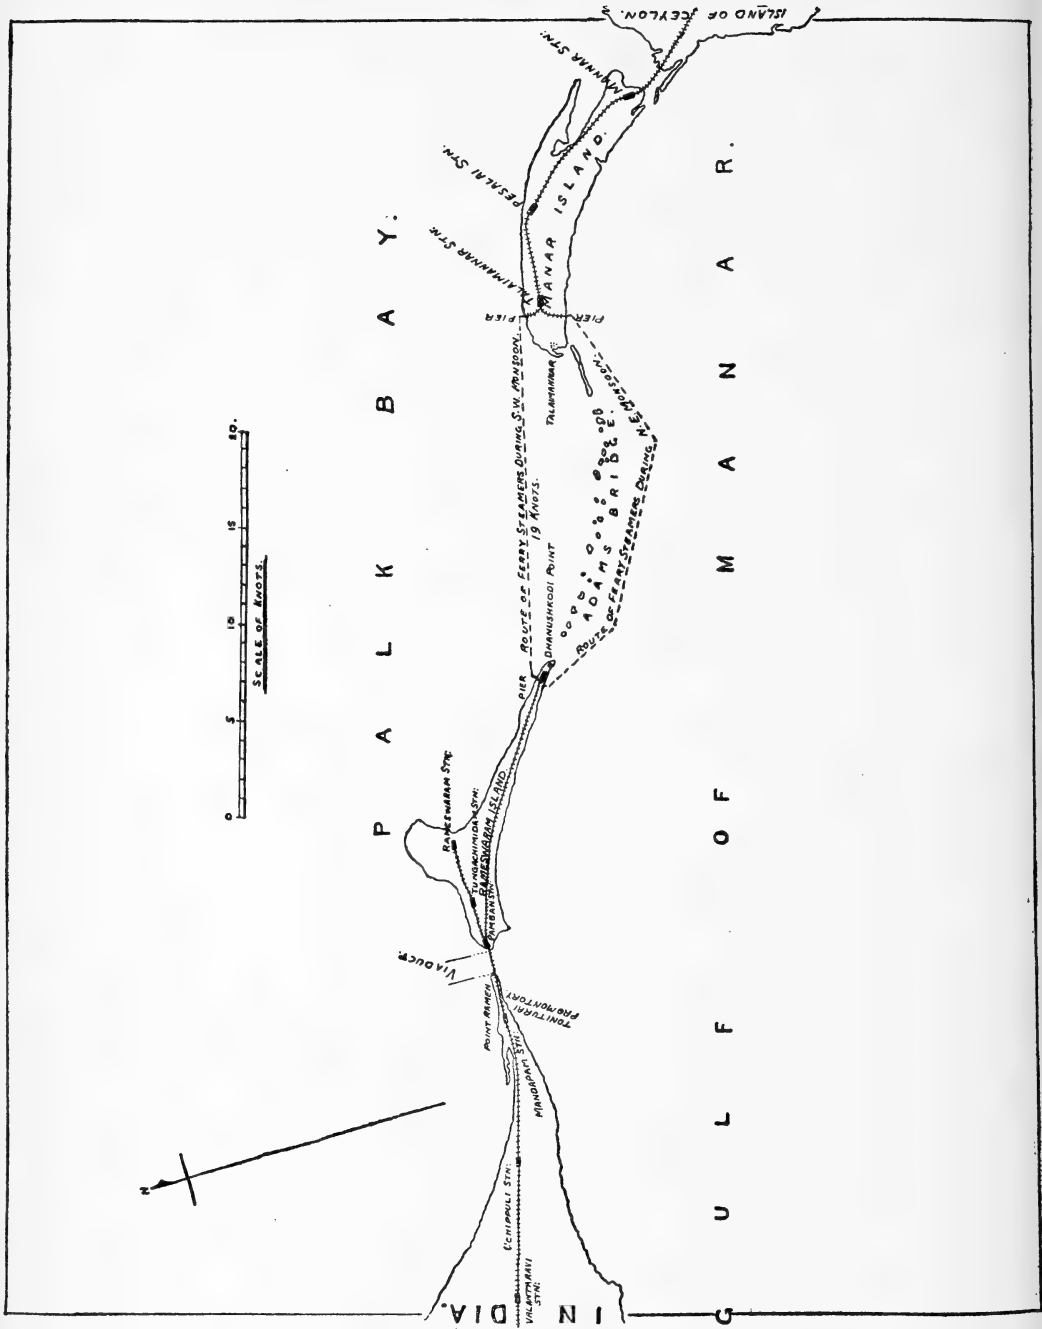 PALK BAY.
GULF OF MANAR.
SCALE OF KNOTS.
0 5 10 15 20.
N
INDIA.
VALANTARAVI
STN:
UCHIPPULI STN:
MANDAPAM STN:
TONITURAI
PROMONTORY.
POINT RAMEN
VIADUCT.
PAMBAN STN:
RAMESWARAM ISLAND.
TUNGACHIMIDAM STN:
RAMESWARAM STN:
PIER
DHANUSHKODI POINT
ROUTE OF FERRY STEAMERS DURING S.W. MONSOON.
19 KNOTS.
ADAMS BRIDGE.
ROUTE OF FERRY STEAMERS DURING N.E. MONSOON.
TALAIMANNAR
PIER
PIER
TALAIMANNAR STN:
MANAR ISLAND.
PESALAI STN.
MANNAR STN:
ISLAND OF CEYLON.